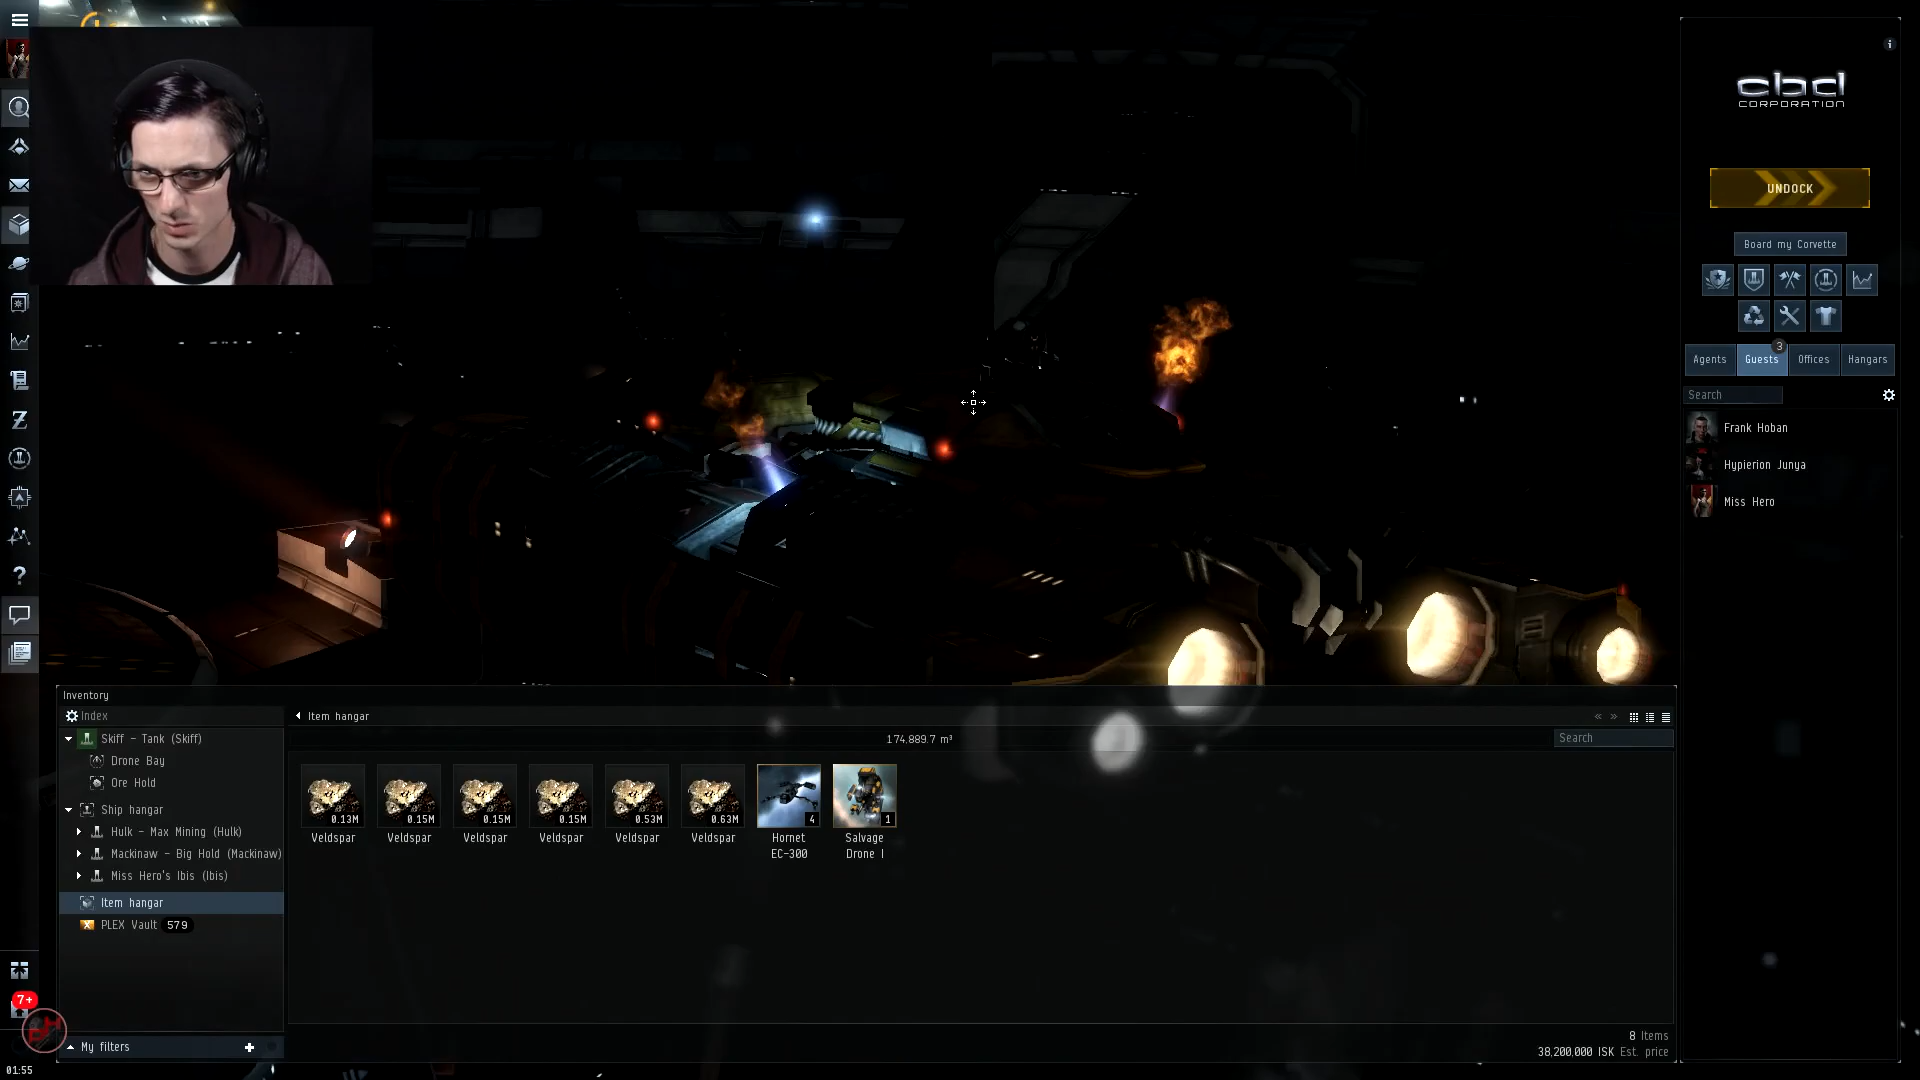 cbd
CORPORATION
UNDOCK
Board my Corvette
Agents
Guests
3
Offices
Hangars
Search
Frank Hoban
Hypierion Junya
Miss Hero
Inventory
Index
Skiff - Tank (Skiff)
Drone Bay
Ore Hold
Ship hangar
Hulk - Max Mining (Hulk)
Mackinaw - Big Hold (Mackinaw)
Miss Hero's Ibis (Ibis)
Item hangar
PLEX Vault 579
My filters
Item hangar
174,889.7 m³
Search
0.13M
Veldspar
0.15M
Veldspar
0.15M
Veldspar
0.15M
Veldspar
0.53M
Veldspar
0.63M
Veldspar
4
Hornet
EC-300
1
Salvage
Drone I
8 Items
38,200,000 ISK Est. price
7+
01:55